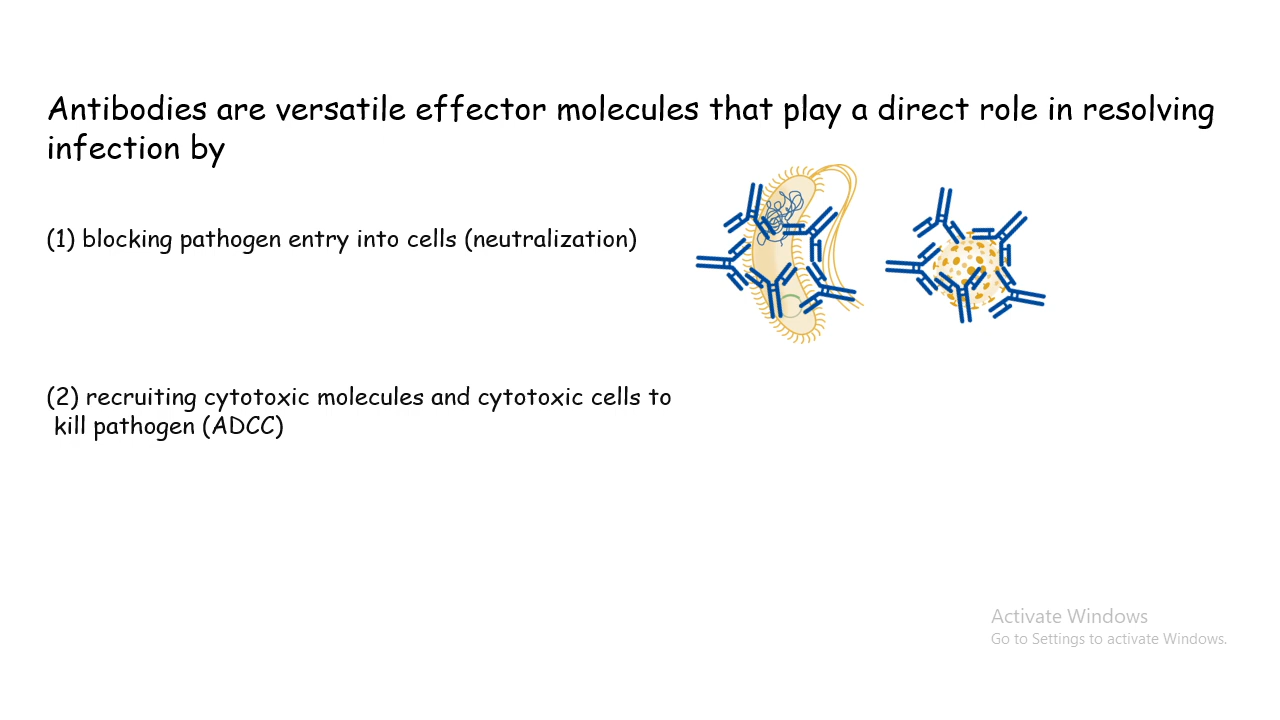 Antibodies are versatile effector molecules that play a direct role in resolving
infection by
(1) blocking pathogen entry into cells (neutralization)
(2) recruiting cytotoxic molecules and cytotoxic cells to
kill pathogen (ADCC)
Activate Windows
Go to Settings to activate Windows.